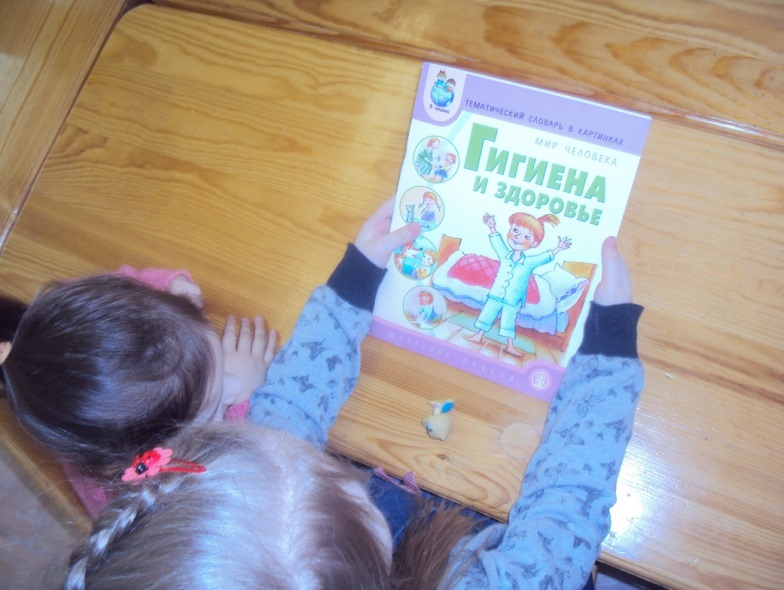 ТЕМАТИЧЕСКИЙ СЛОВАРЬ В КАРТИНКАХ
МИР ЧЕЛОВЕКА
ГИГИЕНА
И ЗДОРОВЬЕ